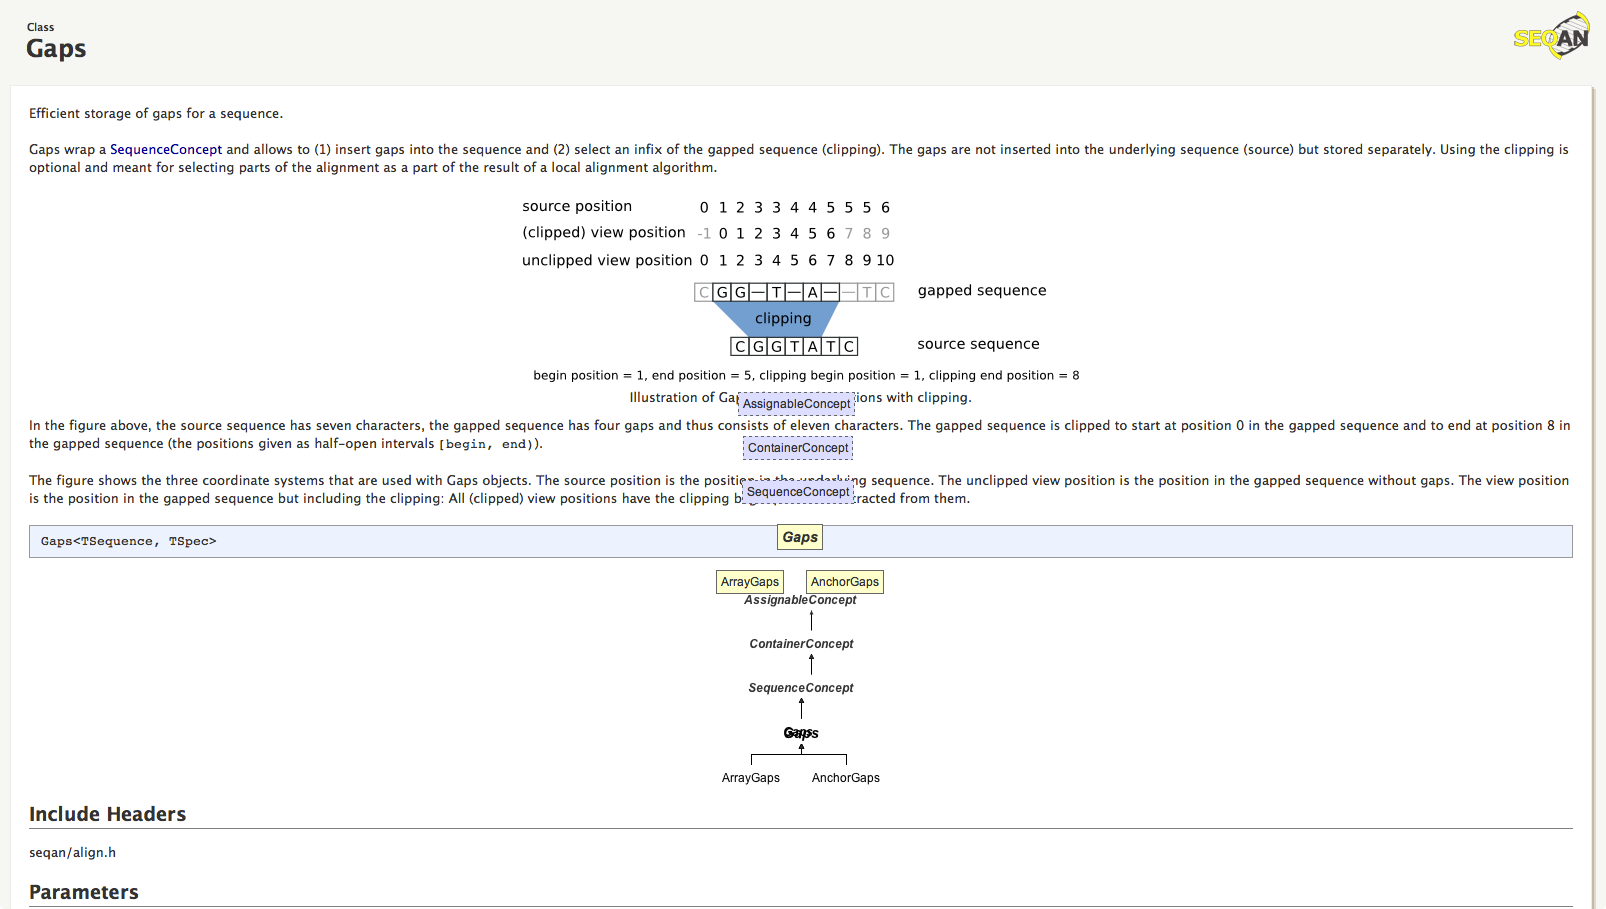 Class
Gaps
SEQAN
Efficient storage of gaps for a sequence.
Gaps wrap a SequenceConcept and allows to (1) insert gaps into the sequence and (2) select an infix of the gapped sequence (clipping). The gaps are not inserted into the underlying sequence (source) but stored separately. Using the clipping is
optional and meant for selecting parts of the alignment as a part of the result of a local alignment algorithm.
source position 0 1 2 3 3 4 4 5 5 5 6
(clipped) view position -1 0 1 2 3 4 5 6 7 8 9
unclipped view position 0 1 2 3 4 5 6 7 8 9 10
C G G — T — A — — T C gapped sequence
clipping
C G G T A T C source sequence
begin position = 1, end position = 5, clipping begin position = 1, clipping end position = 8
Illustration of Ga ions with clipping.
AssignableConcept
In the figure above, the source sequence has seven characters, the gapped sequence has four gaps and thus consists of eleven characters. The gapped sequence is clipped to start at position 0 in the gapped sequence and to end at position 8 in
the gapped sequence (the positions given as half-open intervals [begin, end)).
ContainerConcept
The figure shows the three coordinate systems that are used with Gaps objects. The source position is the position in the underlying sequence. The unclipped view position is the position in the gapped sequence without gaps. The view position
is the position in the gapped sequence but including the clipping: All (clipped) view positions have the clipping b racted from them.
SequenceConcept
Gaps<TSequence, TSpec>
Gaps
ArrayGaps AnchorGaps
AssignableConcept
ContainerConcept
SequenceConcept
Gaps
Gaps
ArrayGaps AnchorGaps
Include Headers
seqan/align.h
Parameters